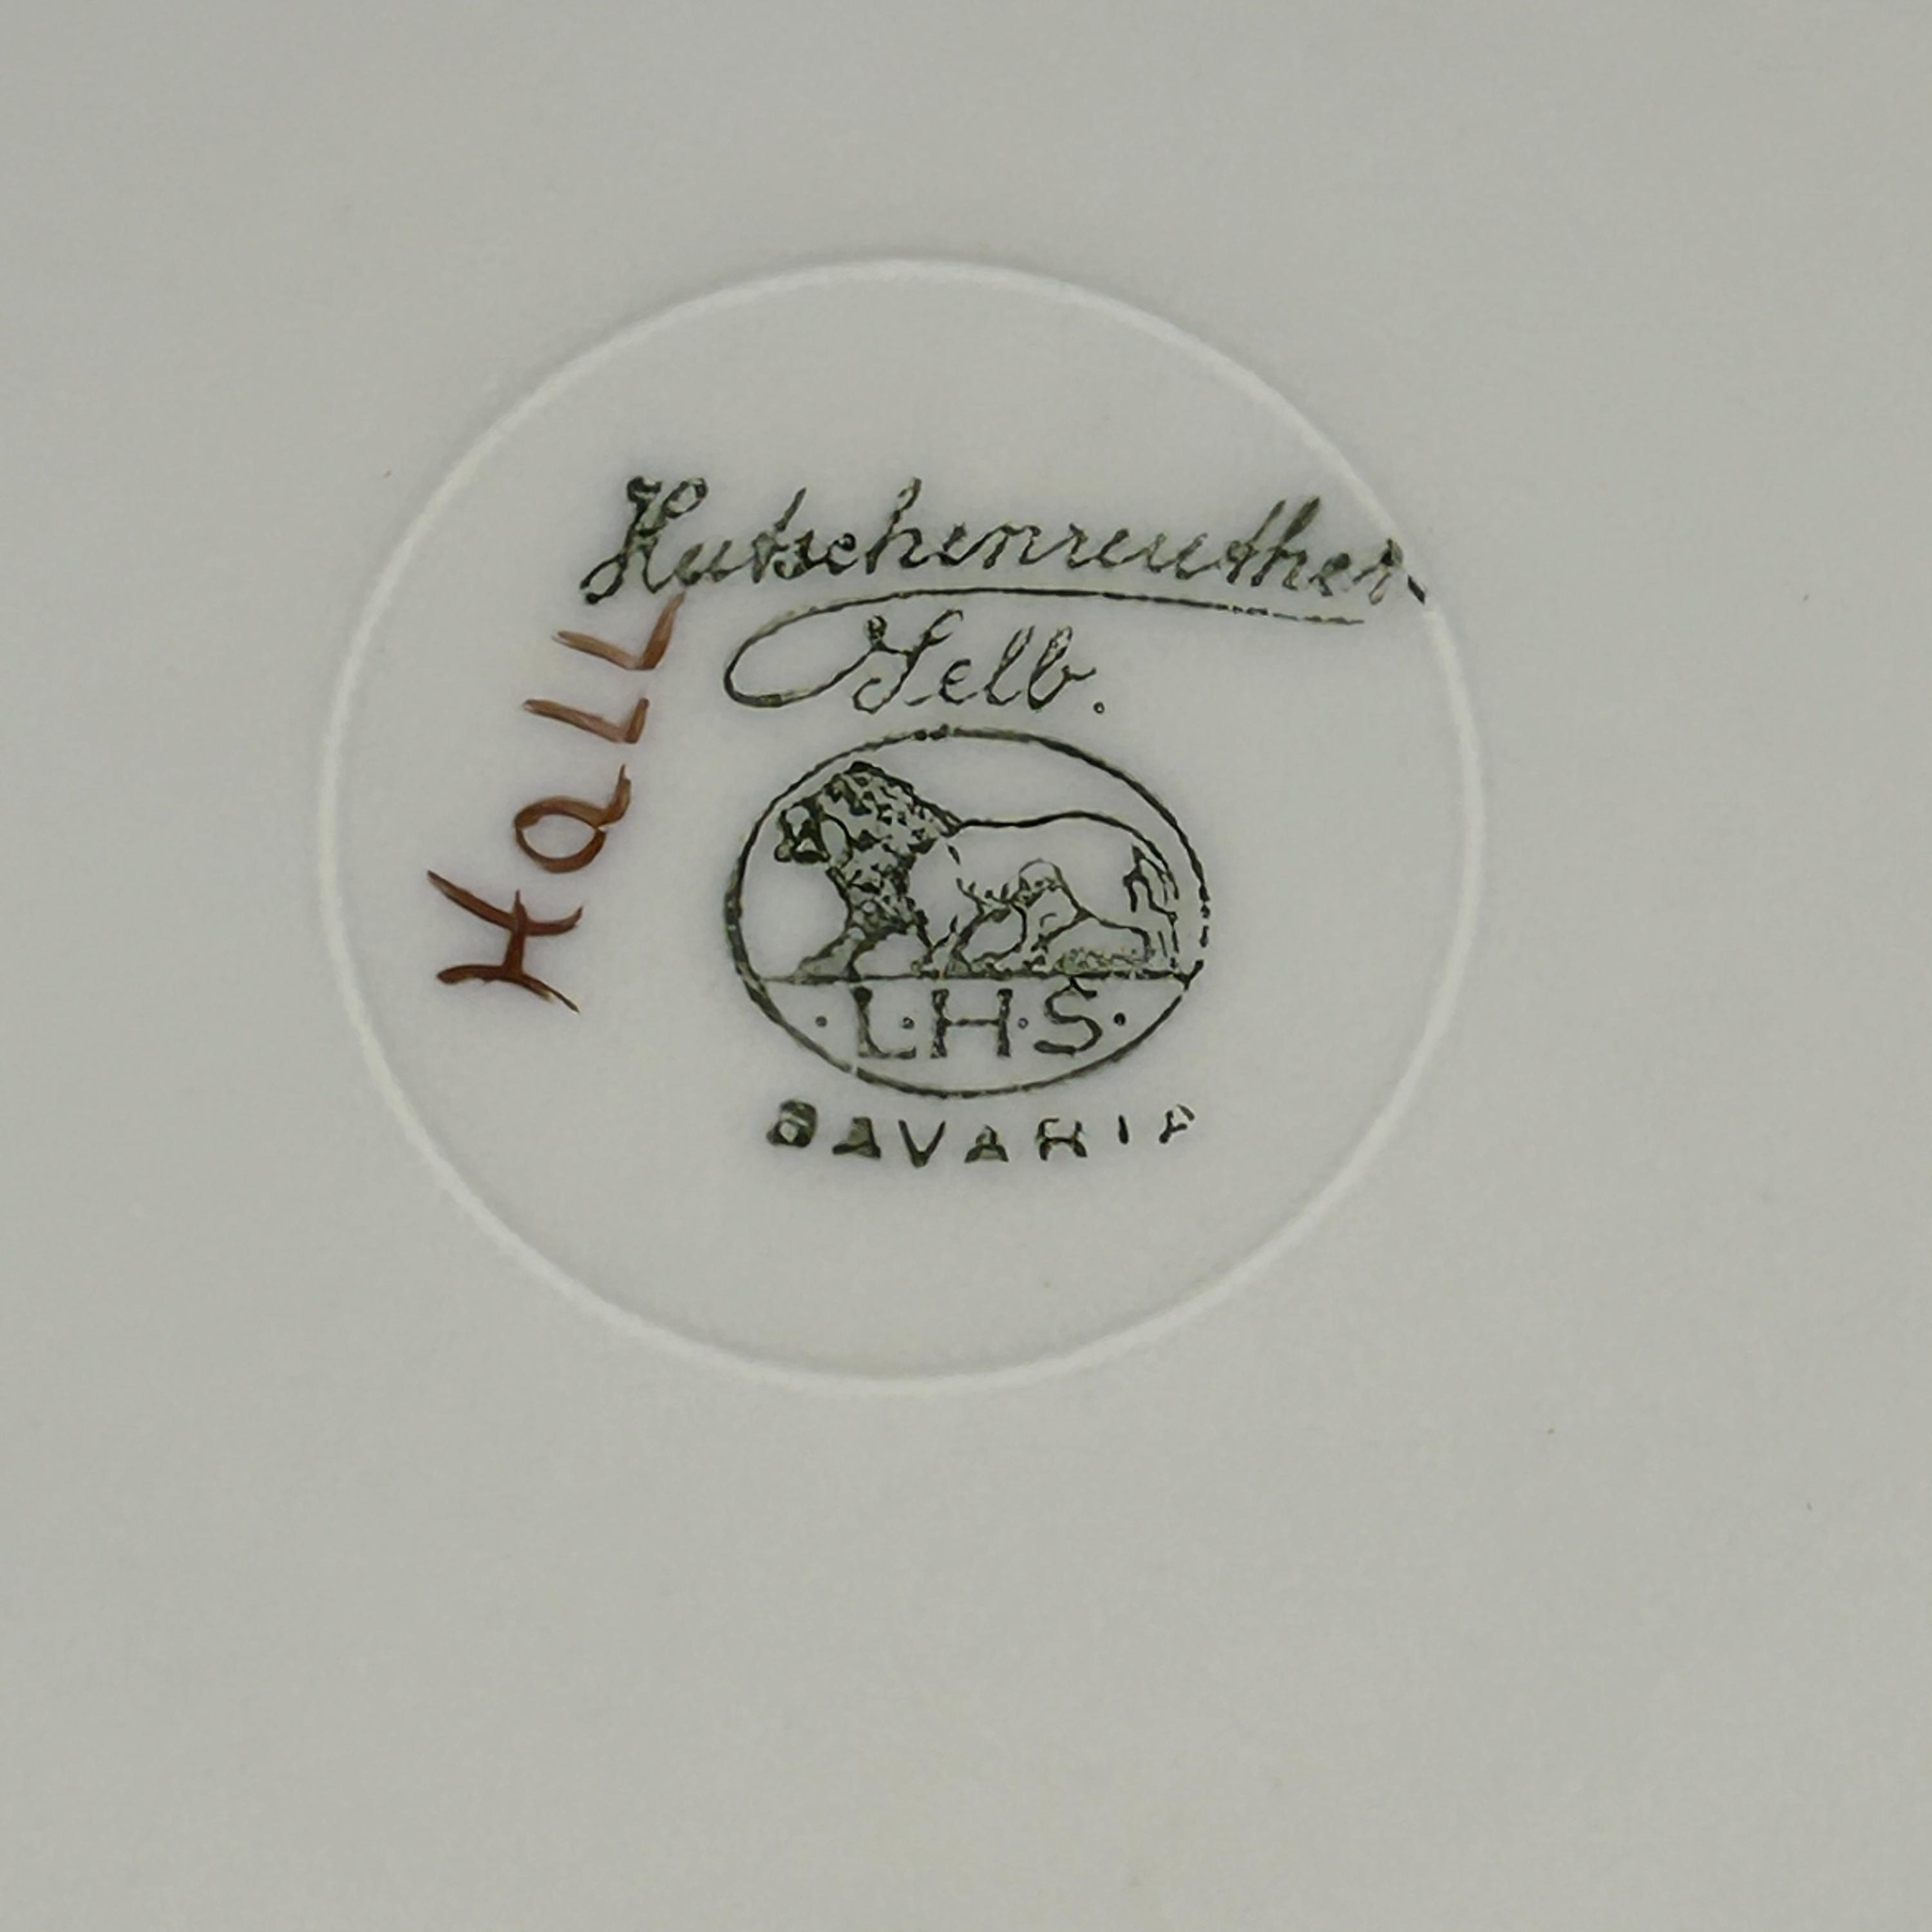 Hutschenreuther
Selb.
·L·H·S·
BAVARIA
HaLL